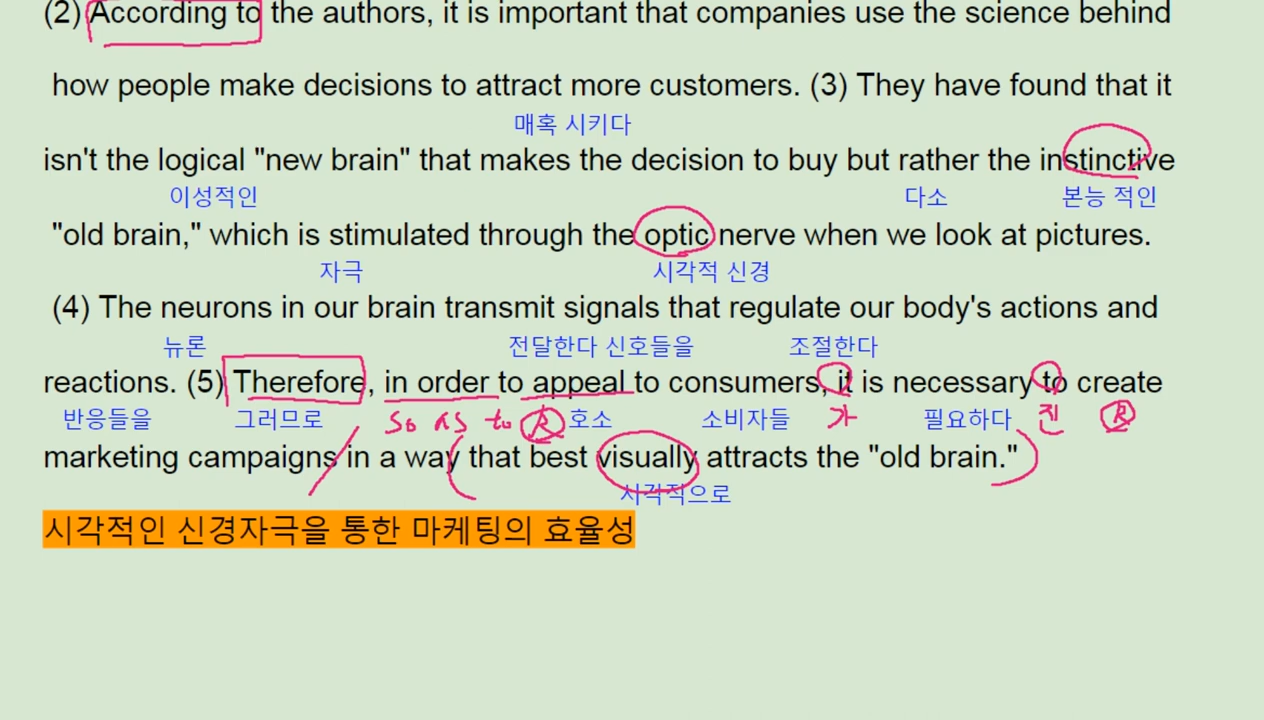 (2) According to the authors, it is important that companies use the science behind
how people make decisions to attract more customers. (3) They have found that it
매혹 시키다
isn't the logical "new brain" that makes the decision to buy but rather the instinctive
이성적인 다소 본능 적인
"old brain," which is stimulated through the optic nerve when we look at pictures.
자극 시각적 신경
(4) The neurons in our brain transmit signals that regulate our body's actions and
뉴론 전달한다 신호들을 조절한다
reactions. (5) Therefore, in order to appeal to consumers, it is necessary to create
반응들을 그러므로 so as to R 호소 소비자들 가 필요하다 진 R
marketing campaigns in a way that best visually attracts the "old brain."
시각적으로
시각적인 신경자극을 통한 마케팅의 효율성